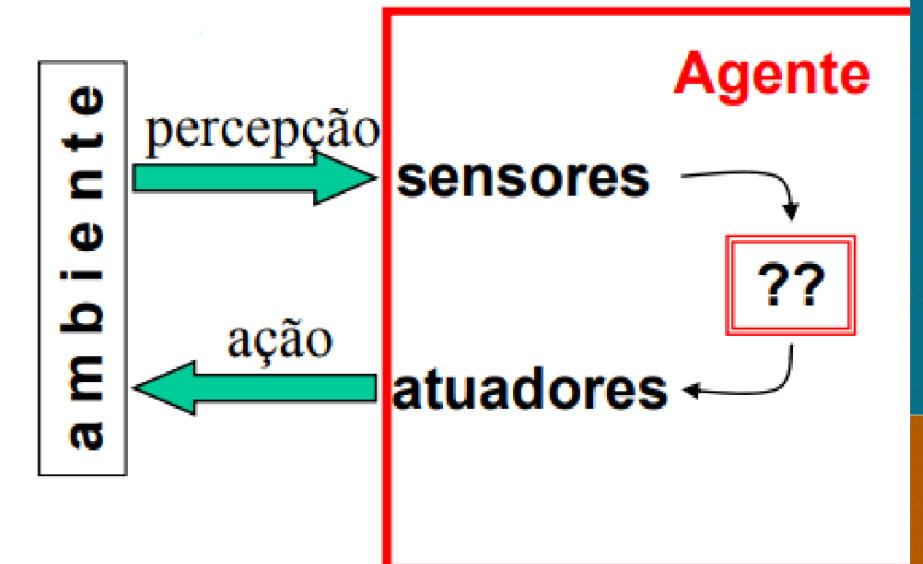 Agente
ambiente
percepção
sensores
??
ação
atuadores